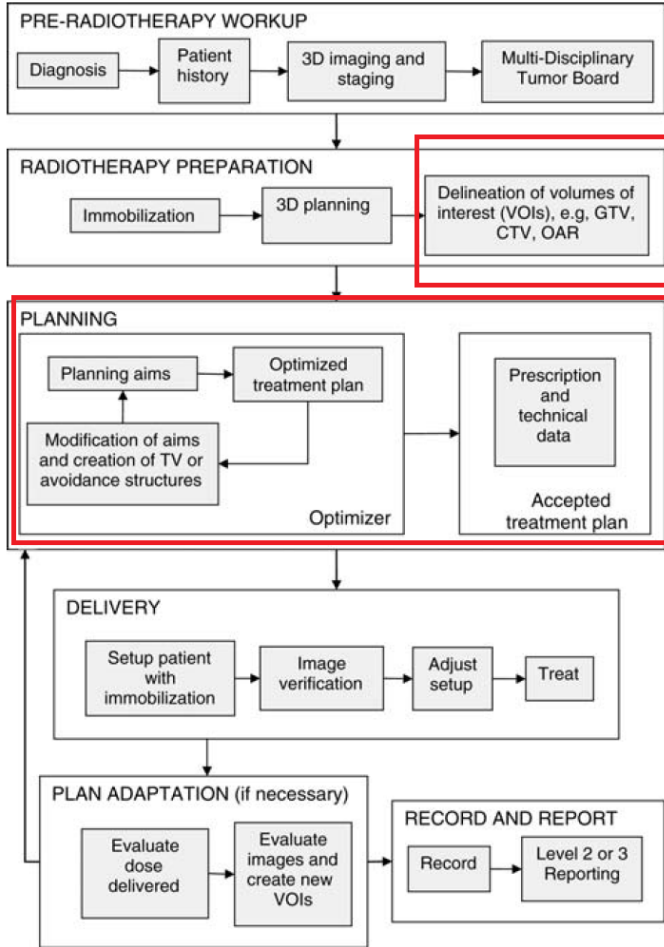 PRE-RADIOTHERAPY WORKUP
Diagnosis
Patient
history
3D imaging and
staging
Multi-Disciplinary
Tumor Board
RADIOTHERAPY PREPARATION
Immobilization
3D planning
Delineation of volumes of
interest (VOIs), e.g, GTV,
CTV, OAR
PLANNING
Planning aims
Optimized
treatment plan
Modification of aims
and creation of TV or
avoidance structures
Optimizer
Prescription
and
technical
data
Accepted
treatment plan
DELIVERY
Setup patient
with
immobilization
Image
verification
Adjust
setup
Treat
PLAN ADAPTATION (if necessary)
Evaluate
dose
delivered
Evaluate
images and
create new
VOIs
RECORD AND REPORT
Record
Level 2 or 3
Reporting